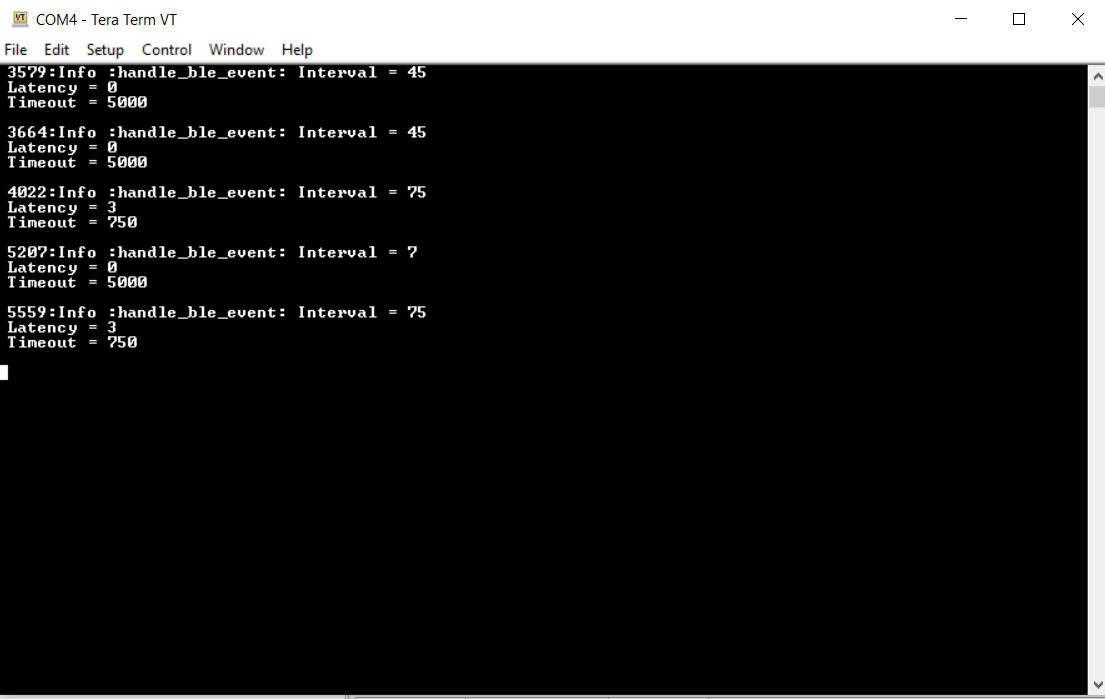 VT COM4 - Tera Term VT
File Edit Setup Control Window Help
3579:Info :handle_ble_event: Interval = 45
Latency = 0
Timeout = 5000
3664:Info :handle_ble_event: Interval = 45
Latency = 0
Timeout = 5000
4022:Info :handle_ble_event: Interval = 75
Latency = 3
Timeout = 750
5207:Info :handle_ble_event: Interval = 7
Latency = 0
Timeout = 5000
5559:Info :handle_ble_event: Interval = 75
Latency = 3
Timeout = 750